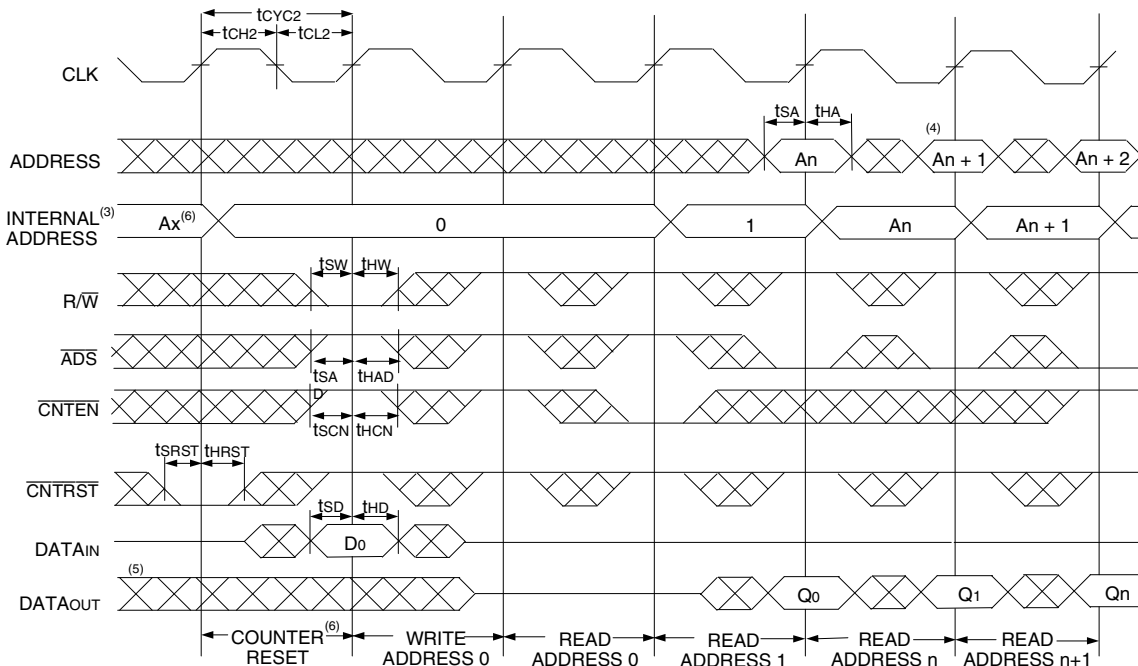 tCYC2
tCH2 tCL2
CLK
tSA tHA
(4)
ADDRESS An An + 1 An + 2
INTERNAL(3) ADDRESS Ax(6) 0 1 An An + 1
tSW tHW
R/W̅
A̅D̅S̅
tSA
D tHAD
C̅N̅T̅E̅N̅
tSCN tHCN
tSRST tHRST
C̅N̅T̅R̅S̅T̅
tSD tHD
DATAIN D0
(5)
DATAOUT Q0 Q1 Qn
COUNTER(6)
RESET
WRITE
ADDRESS 0
READ
ADDRESS 0
READ
ADDRESS 1
READ
ADDRESS n
READ
ADDRESS n+1